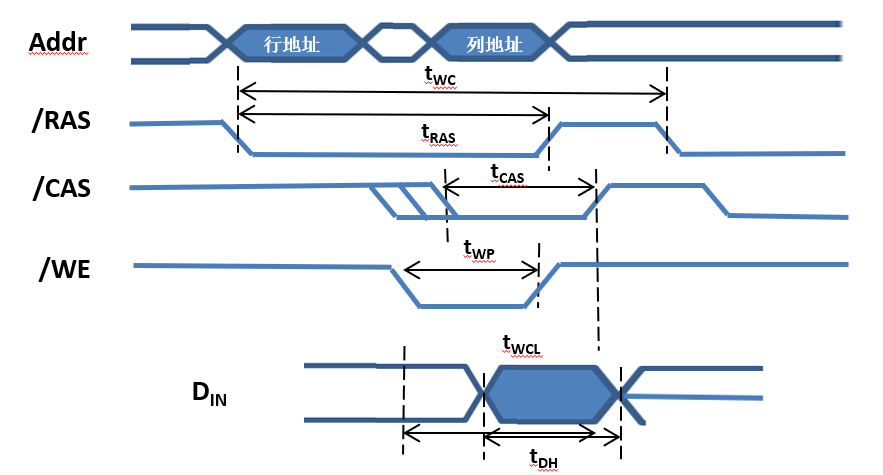 Addr 行地址 列地址
tWC
/RAS
tRAS
/CAS
tCAS
/WE
tWP
tWCL
DIN
tDH